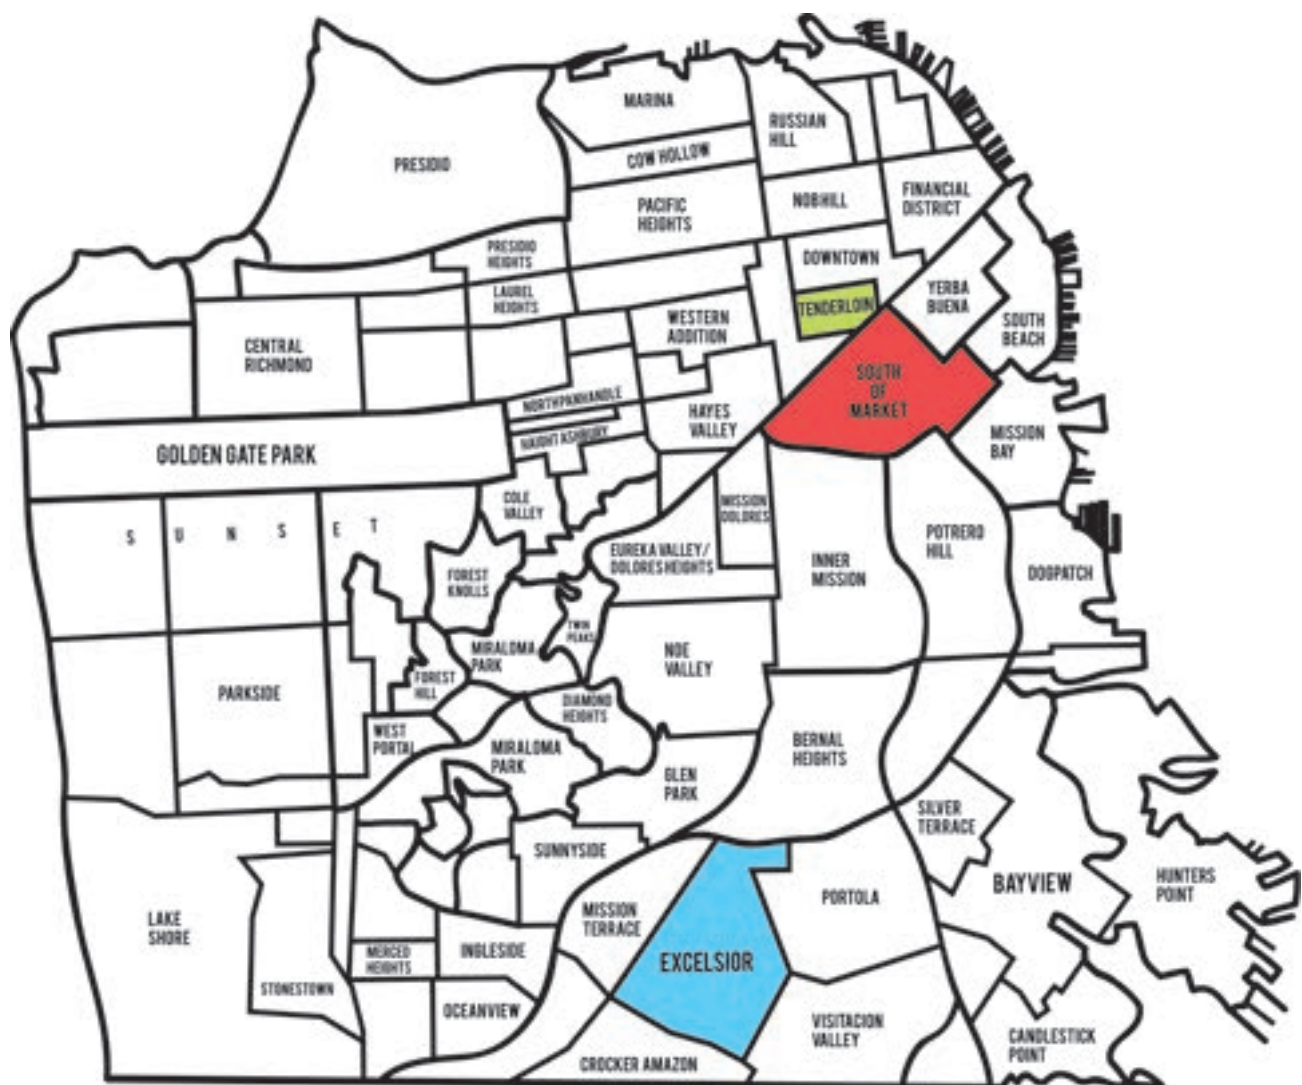 MARINA
RUSSIAN
HILL
COW HOLLOW
PRESIDIO
NOBHILL
FINANCIAL
DISTRICT
PACIFIC
HEIGHTS
PRESIDIO
HEIGHTS
DOWNTOWN
LAUREL
HEIGHTS
TENDERLOIN
YERBA
BUENA
WESTERN
ADDITION
SOUTH
BEACH
CENTRAL
RICHMOND
SOUTH
OF
MARKET
NORTHPANHANDLE
HAYES
VALLEY
HAIGHT ASHBURY
MISSION
BAY
GOLDEN GATE PARK
COLE
VALLEY
MISSION
DOLORES
S U N S E T
POTRERO
HILL
EUREKA VALLEY/
DOLORES HEIGHTS
INNER
MISSION
DOGPATCH
FOREST
KNOLLS
TWIN
PEAKS
MIRALOMA
PARK
NOE
VALLEY
FOREST
HILL
PARKSIDE
DIAMOND
HEIGHTS
WEST
PORTAL
MIRALOMA
PARK
BERNAL
HEIGHTS
GLEN
PARK
SILVER
TERRACE
SUNNYSIDE
BAYVIEW
HUNTERS
POINT
PORTOLA
MISSION
TERRACE
LAKE
SHORE
MERCED
HEIGHTS
INGLESIDE
EXCELSIOR
STONESTOWN
OCEANVIEW
VISITACION
VALLEY
CANDLESTICK
POINT
CROCKER AMAZON